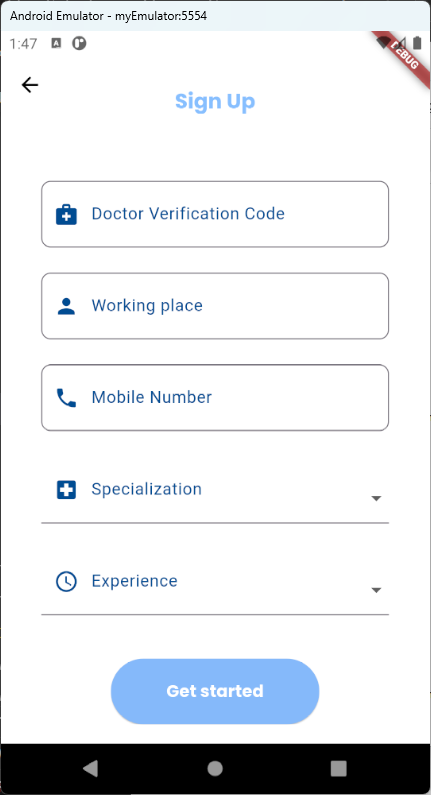 Android Emulator - myEmulator:5554
1:47
A
DEBUG
Sign Up
Doctor Verification Code
Working place
Mobile Number
Specialization
Experience
Get started